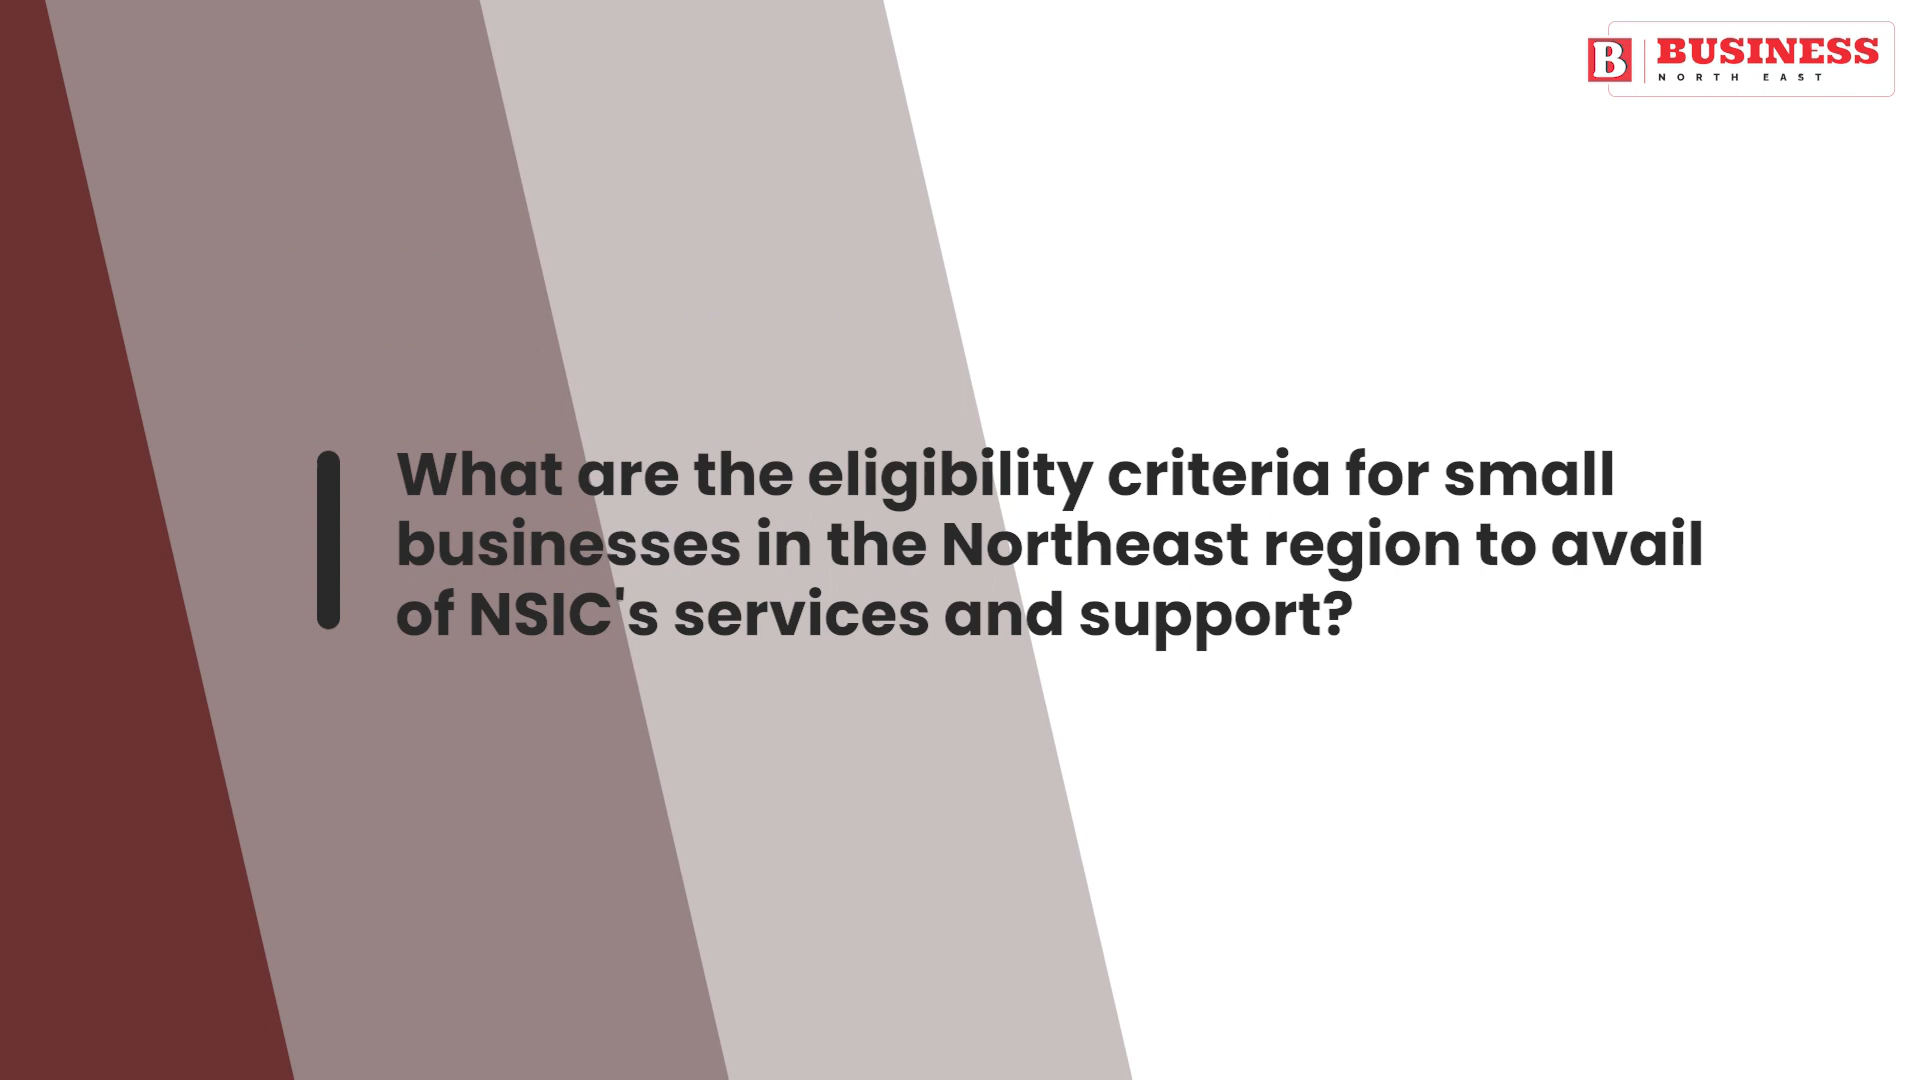 B BUSINESS
NORTH EAST
What are the eligibility criteria for small
businesses in the Northeast region to avail
of NSIC's services and support?